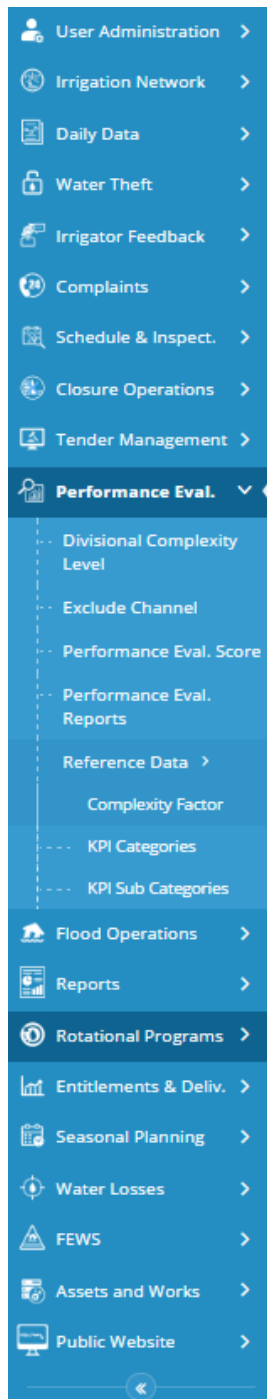 User Administration
Irrigation Network
Daily Data
Water Theft
Irrigator Feedback
24
Complaints
Schedule & Inspect.
Closure Operations
Tender Management
Performance Eval.
Divisional Complexity
Level
Exclude Channel
Performance Eval. Score
Performance Eval.
Reports
Reference Data
Complexity Factor
KPI Categories
KPI Sub Categories
Flood Operations
Reports
Rotational Programs
Entitlements & Deliv.
Seasonal Planning
Water Losses
FEWS
Assets and Works
Public Website